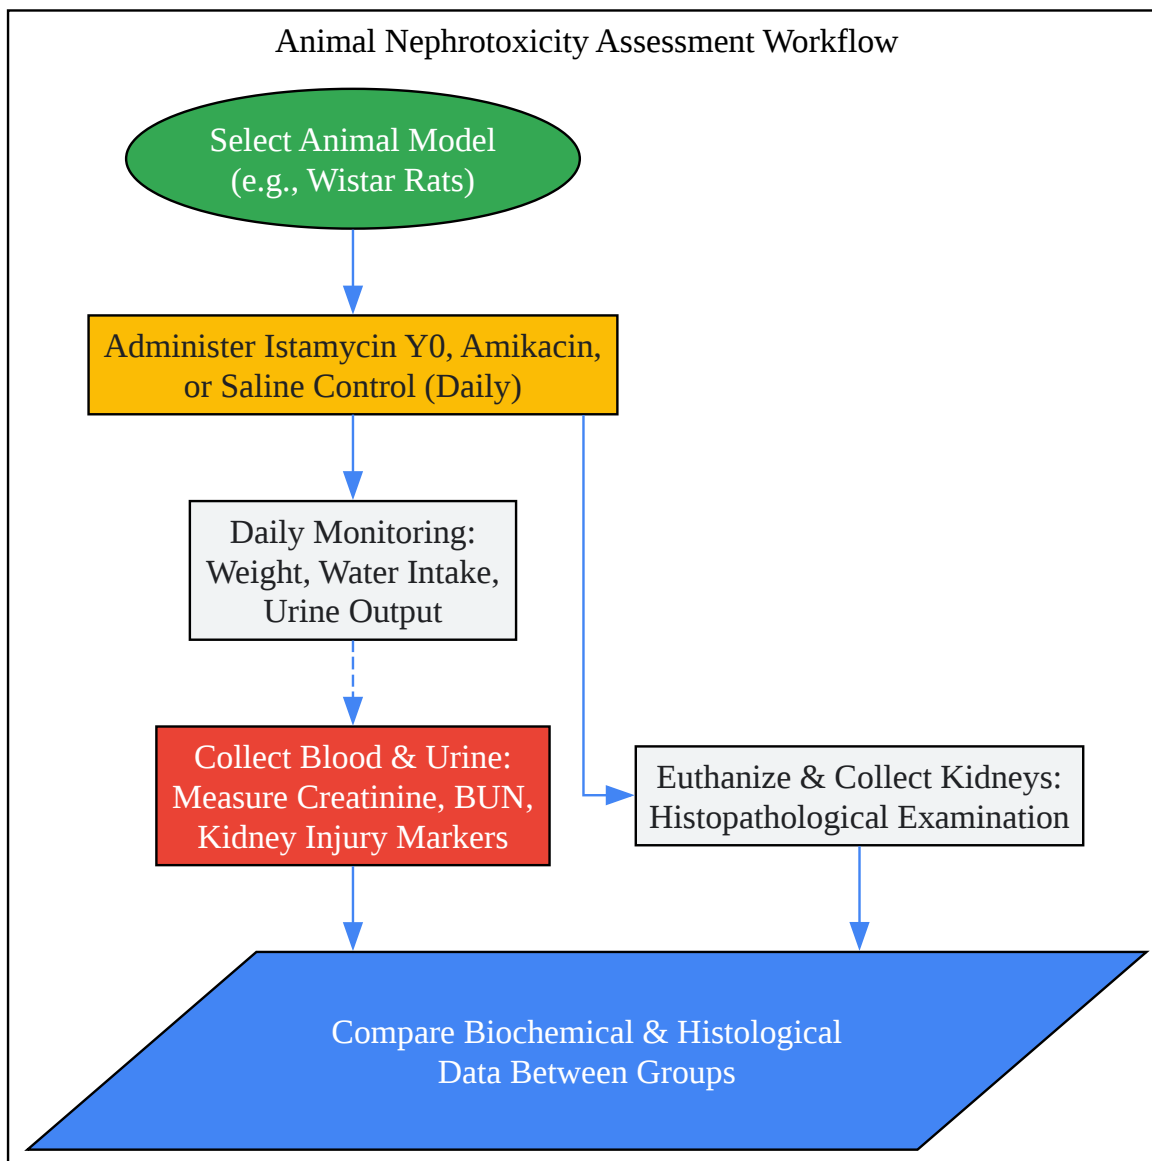 Animal Nephrotoxicity Assessment Workflow
Select Animal Model
(e.g., Wistar Rats)
Administer Istamycin Y0, Amikacin,
or Saline Control (Daily)
Daily Monitoring:
Weight, Water Intake,
Urine Output
Collect Blood & Urine:
Measure Creatinine, BUN,
Kidney Injury Markers
Euthanize & Collect Kidneys:
Histopathological Examination
Compare Biochemical & Histological
Data Between Groups